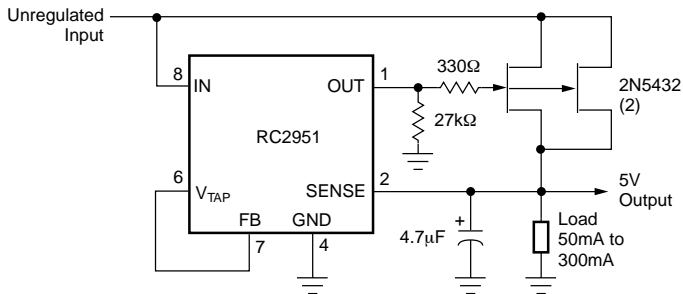 Unregulated
Input
8
IN
OUT
1
330Ω
27kΩ
2N5432
(2)
RC2951
6
VTAP
SENSE
2
FB
GND
7
4
4.7µF
+
5V
Output
Load
50mA to
300mA